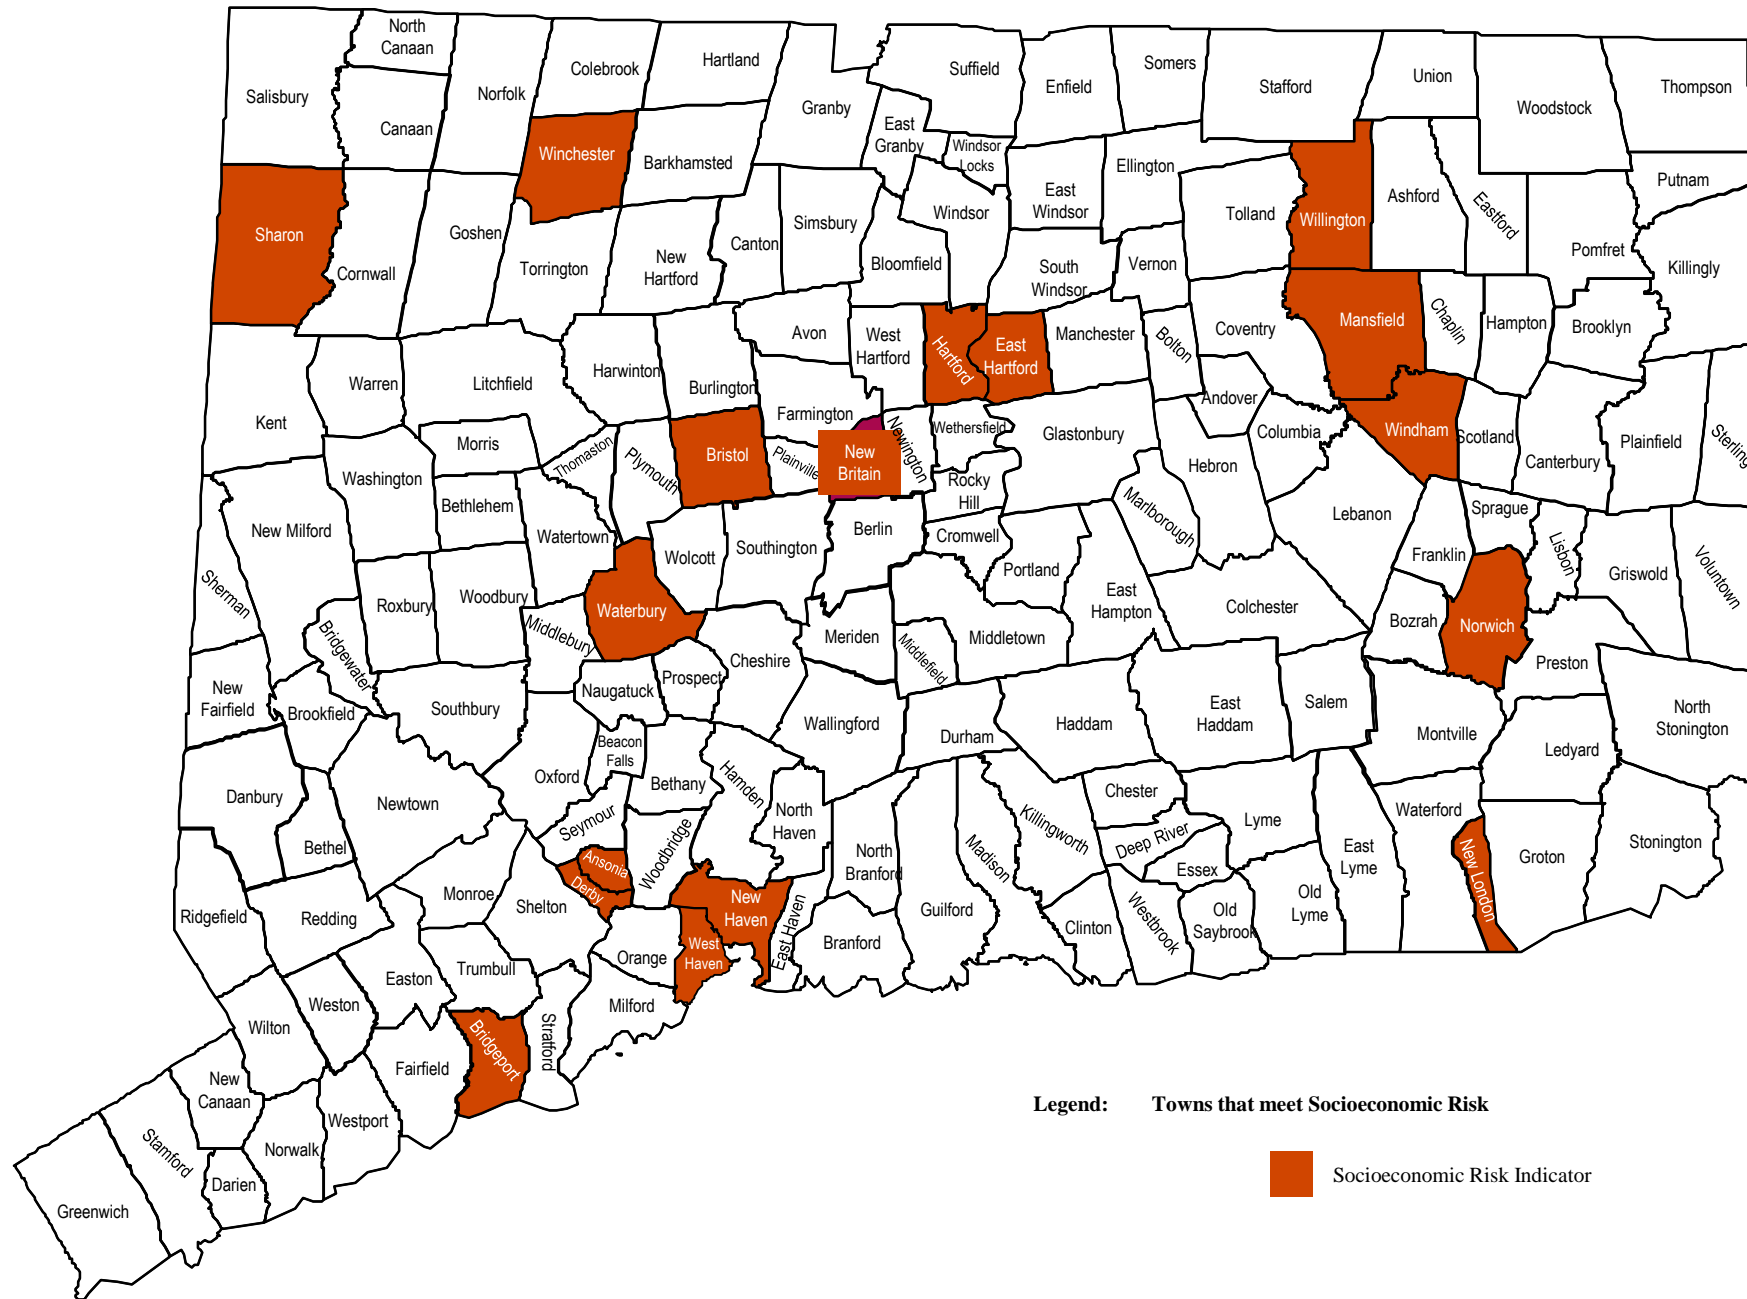 North
Canaan
Salisbury
Canaan
Norfolk
Colebrook
Hartland
Granby
Suffield
East
Granby
Windsor
Locks
Enfield
Somers
Stafford
Union
Woodstock
Thompson
Winchester
Barkhamsted
Ellington
East
Windsor
Tolland
Willington
Ashford
Eastford
Putnam
Pomfret
Killingly
Sharon
Cornwall
Goshen
Torrington
New
Hartford
Canton
Simsbury
Windsor
Bloomfield
South
Windsor
Vernon
Avon
West
Hartford
Hartford
East
Hartford
Manchester
Bolton
Coventry
Mansfield
Chaplin
Hampton
Brooklyn
Kent
Warren
Litchfield
Harwinton
Burlington
Farmington
Morris
Thomaston
Plymouth
Bristol
Plainville
New
Britain
Newington
Wethersfield
Glastonbury
Rocky
Hill
Andover
Columbia
Hebron
Marlborough
Windham
Scotland
Canterbury
Plainfield
Sterling
Washington
Bethlehem
Watertown
New Milford
Sherman
Wolcott
Southington
Berlin
Cromwell
Portland
East
Hampton
Lebanon
Sprague
Franklin
Lisbon
Griswold
Voluntown
Roxbury
Woodbury
Bridgewater
Middlebury
Waterbury
Meriden
Middlefield
Middletown
Colchester
Bozrah
Norwich
Preston
New
Fairfield
Brookfield
Southbury
Naugatuck
Prospect
Cheshire
Wallingford
Durham
Haddam
East
Haddam
Salem
Montville
Ledyard
North
Stonington
Danbury
Bethel
Newtown
Oxford
Beacon
Falls
Bethany
Hamden
North
Haven
Seymour
Woodbridge
Ansonia
Derby
North
Branford
Guilford
Madison
Killingworth
Chester
Deep River
Essex
Lyme
East
Lyme
Waterford
New London
Groton
Stonington
Ridgefield
Redding
Monroe
Shelton
Orange
New
Haven
West
Haven
East Haven
Branford
Clinton
Westbrook
Old
Saybrook
Old
Lyme
Wilton
Weston
Easton
Trumbull
Stratford
Milford
Fairfield
Bridgeport
New
Canaan
Norwalk
Westport
Stamford
Darien
Greenwich
Legend: Towns that meet Socioeconomic Risk
Socioeconomic Risk Indicator